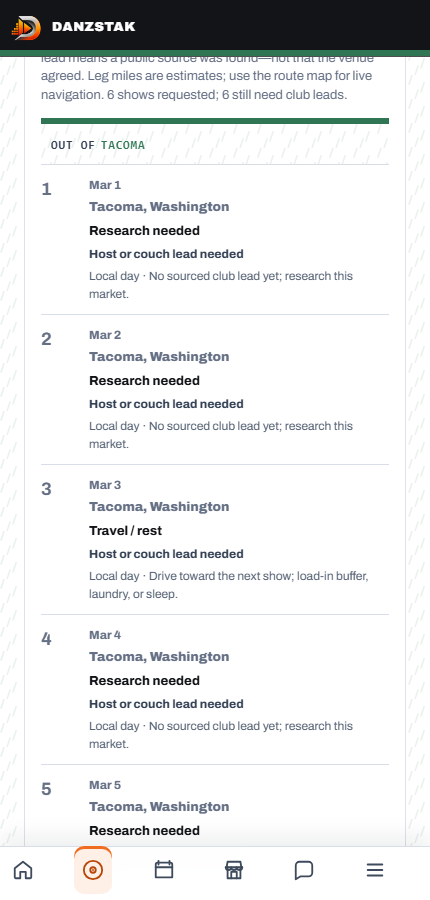 DANZSTAK
lead means a public source was found—not that the venue
agreed. Leg miles are estimates; use the route map for live
navigation. 6 shows requested; 6 still need club leads.
OUT OF TACOMA
1
Mar 1
Tacoma, Washington
Research needed
Host or couch lead needed
Local day · No sourced club lead yet; research this
market.
2
Mar 2
Tacoma, Washington
Research needed
Host or couch lead needed
Local day · No sourced club lead yet; research this
market.
3
Mar 3
Tacoma, Washington
Travel / rest
Host or couch lead needed
Local day · Drive toward the next show; load-in buffer,
laundry, or sleep.
4
Mar 4
Tacoma, Washington
Research needed
Host or couch lead needed
Local day · No sourced club lead yet; research this
market.
5
Mar 5
Tacoma, Washington
Research needed